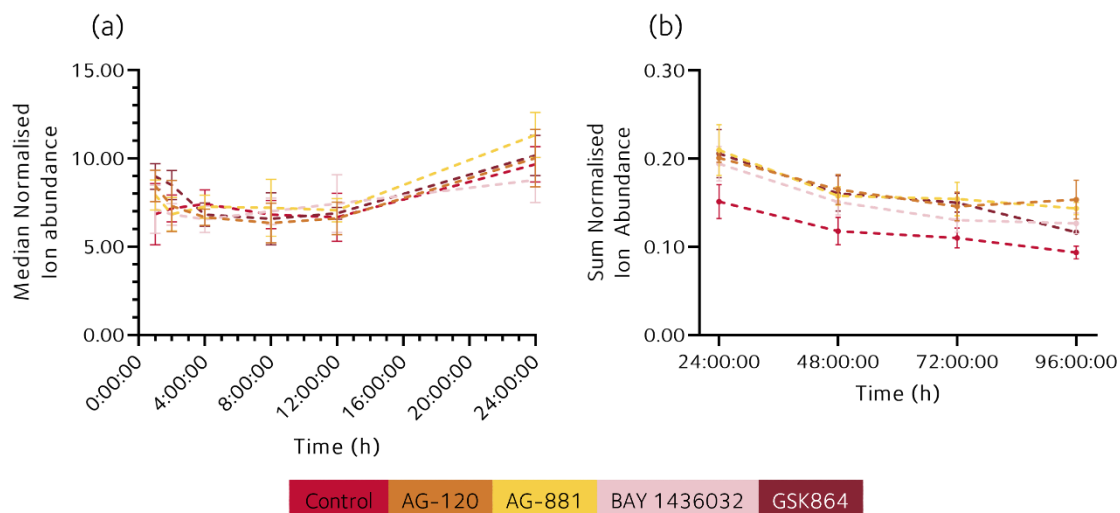 (a)
Median Normalised
Ion abundance
15.00
10.00
5.00
0.00
0:00:00
4:00:00
8:00:00
12:00:00
16:00:00
20:00:00
24:00:00
Time (h)
(b)
Sum Normalised
Ion Abundance
0.30
0.20
0.10
0.00
24:00:00
48:00:00
72:00:00
96:00:00
Time (h)
Control AG-120 AG-881 BAY 1436032 GSK864